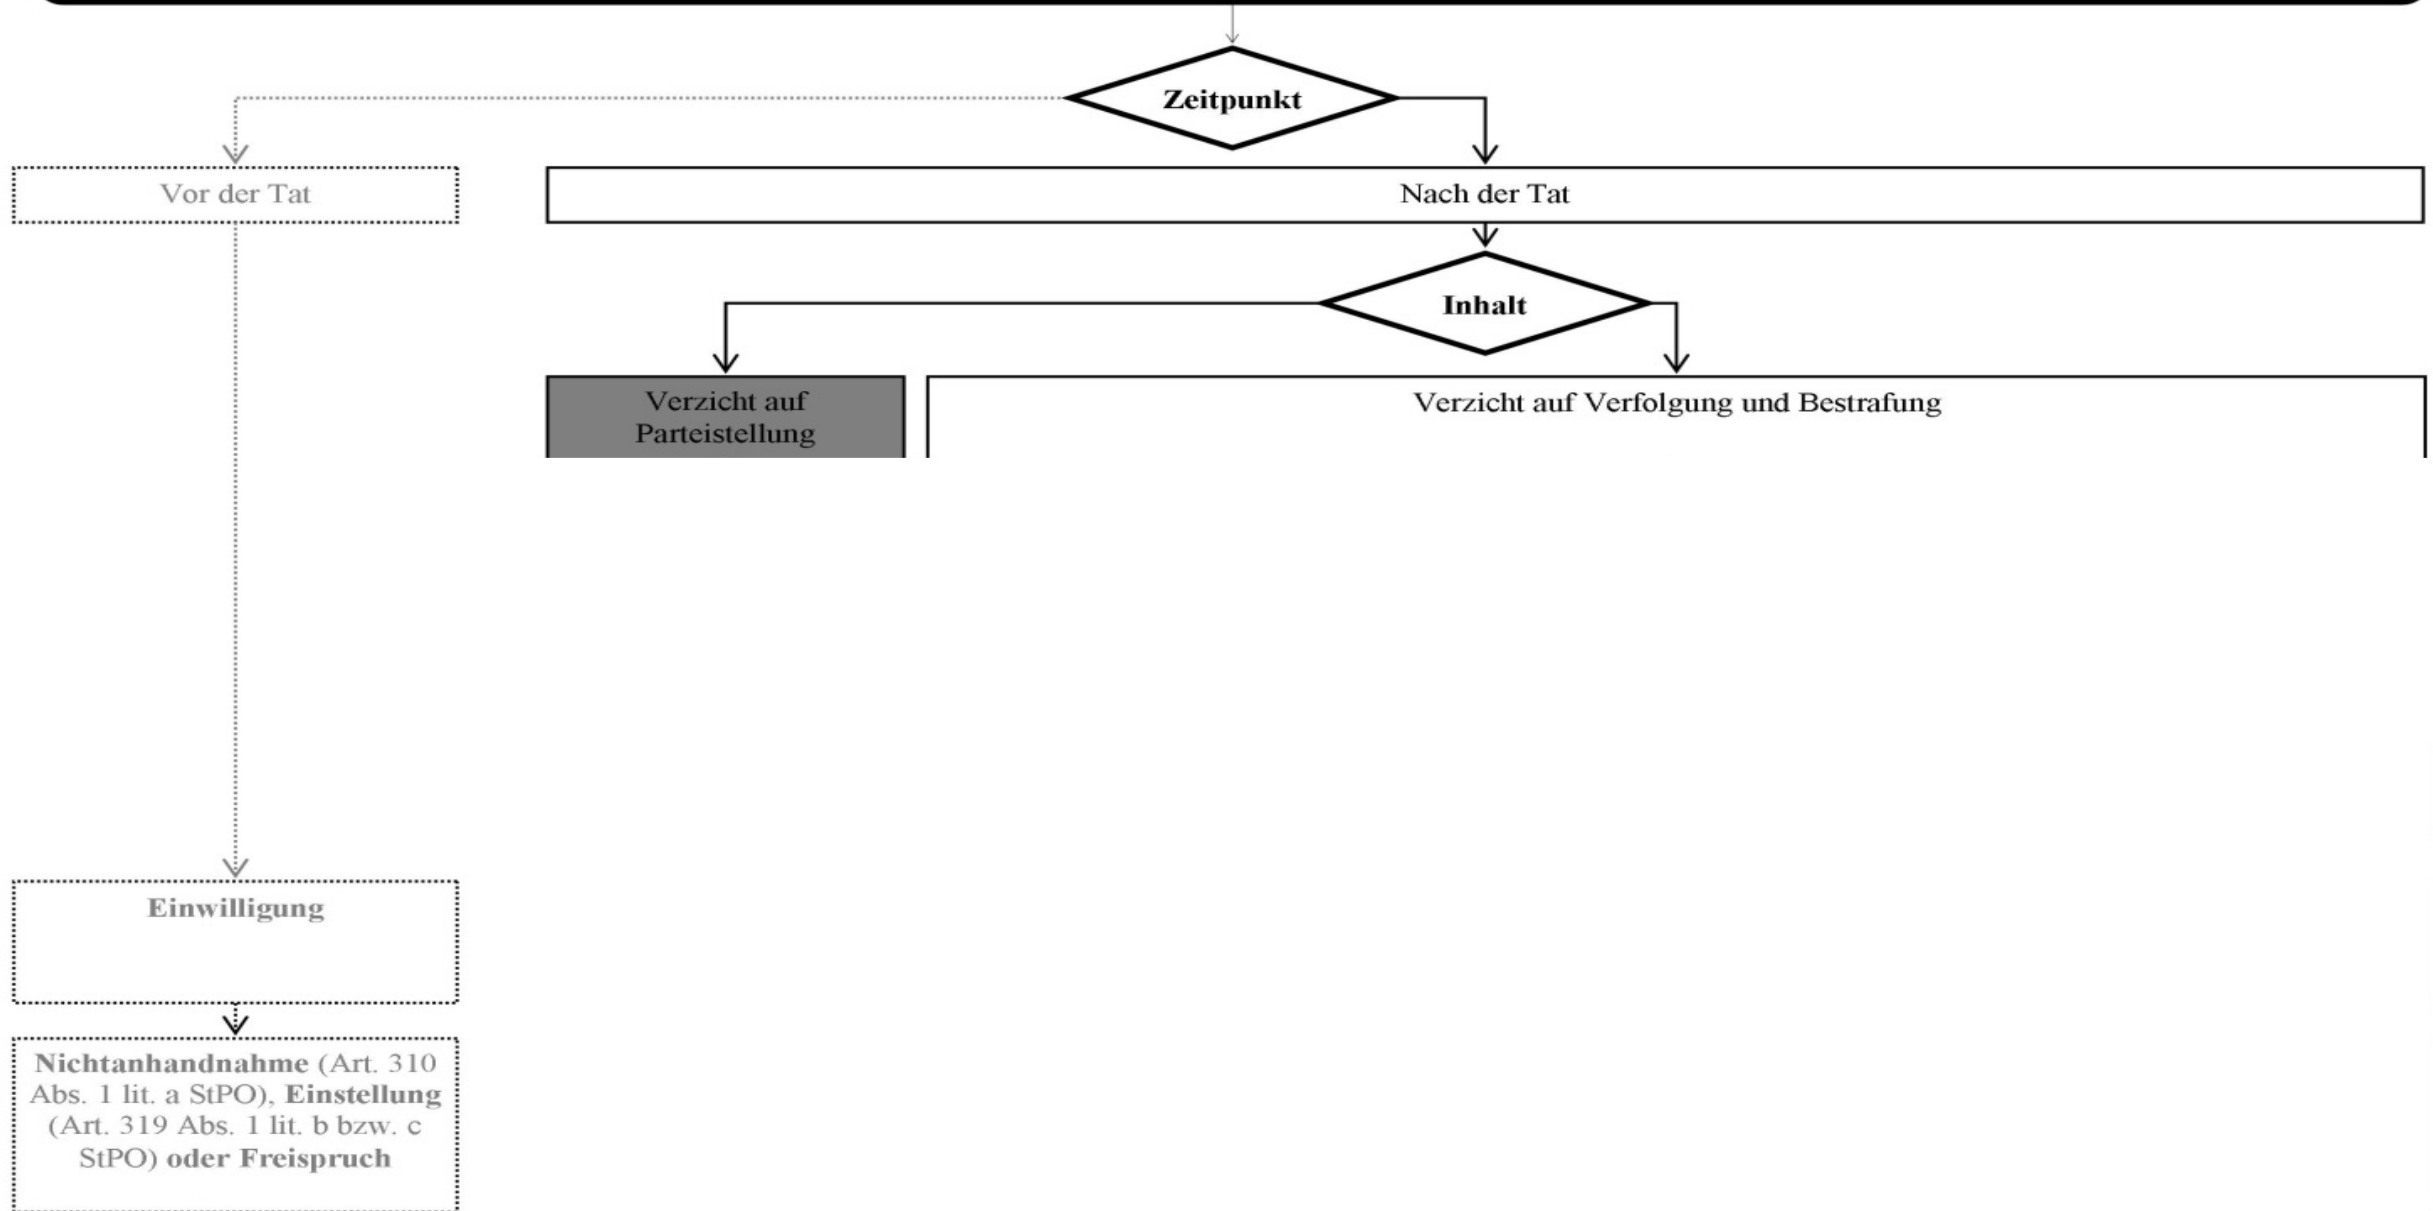 Zeitpunkt
Vor der Tat
Nach der Tat
Inhalt
Verzicht auf
Parteistellung
Verzicht auf Verfolgung und Bestrafung
Einwilligung
Nichtanhandnahme (Art. 310
Abs. 1 lit. a StPO), Einstellung
(Art. 319 Abs. 1 lit. b bzw. c
StPO) oder Freispruch